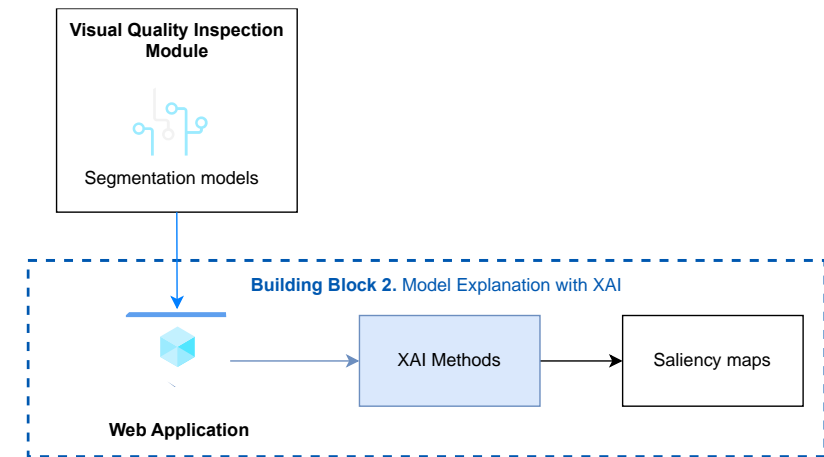 Visual Quality Inspection
Module
Segmentation models
Building Block 2. Model Explanation with XAI
XAI Methods
Saliency maps
Web Application